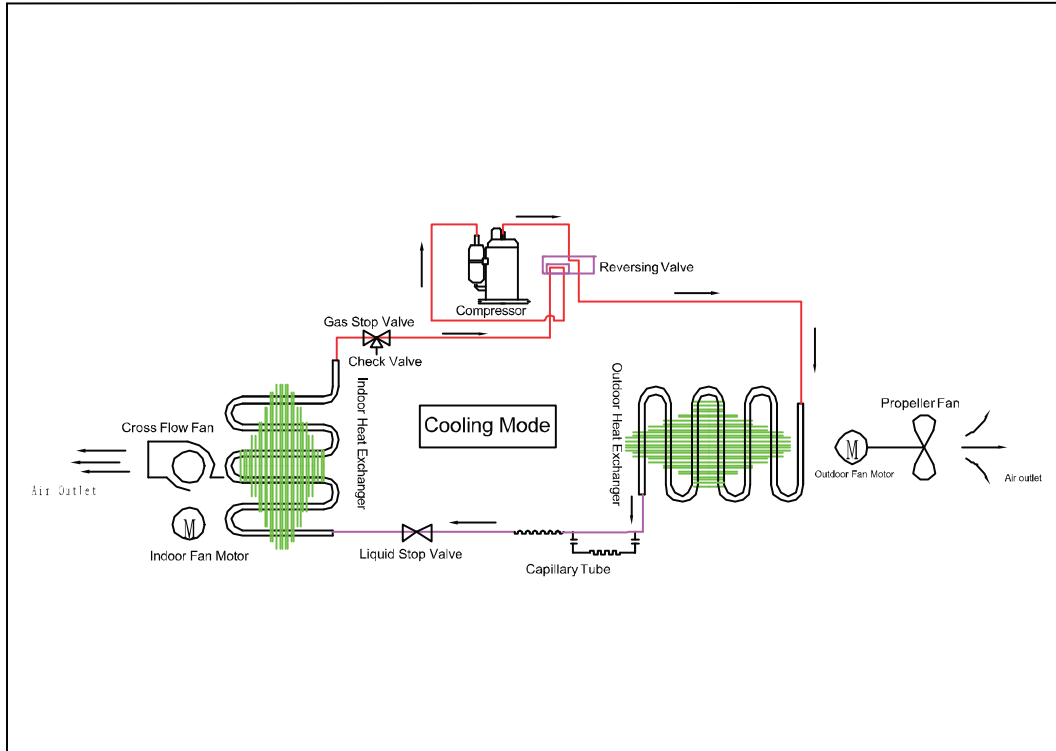 Reversing Valve
Compressor
Gas Stop Valve
Check Valve
Indoor Heat Exchanger
Outdoor Heat Exchanger
Cooling Mode
Propeller Fan
Cross Flow Fan
M
Outdoor Fan Motor
Air outlet
Air Outlet
M
Indoor Fan Motor
Liquid Stop Valve
Capillary Tube